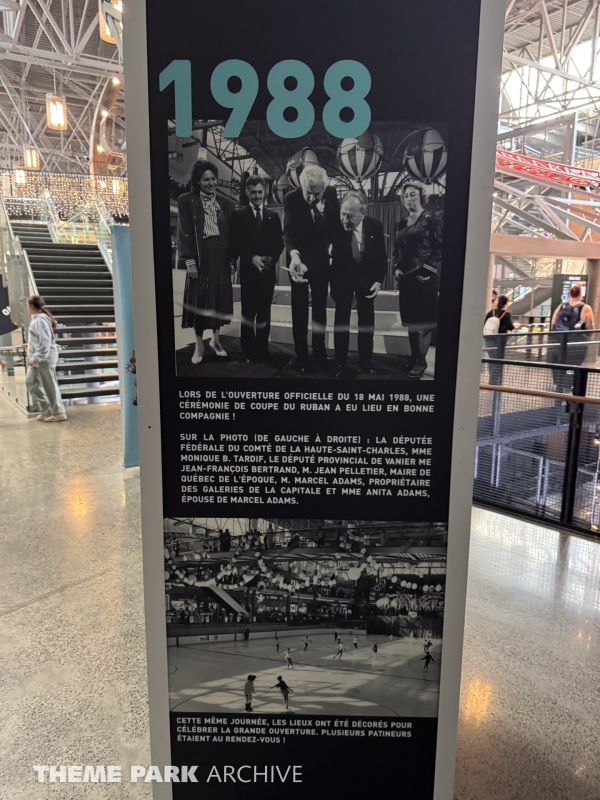 1988
LORS DE L'OUVERTURE OFFICIELLE DU 18 MAI 1988, UNE
CÉRÉMONIE DE COUPE DU RUBAN A EU LIEU EN BONNE
COMPAGNIE !
SUR LA PHOTO (DE GAUCHE À DROITE) : LA DÉPUTÉE
FÉDÉRALE DU COMTÉ DE LA HAUTE-SAINT-CHARLES, MME
MONIQUE B. TARDIF, LE DÉPUTÉ PROVINCIAL DE VANIER ME
JEAN-FRANÇOIS BERTRAND, M. JEAN PELLETIER, MAIRE DE
QUÉBEC DE L'ÉPOQUE, M. MARCEL ADAMS, PROPRIÉTAIRE
DES GALERIES DE LA CAPITALE ET MME ANITA ADAMS,
ÉPOUSE DE MARCEL ADAMS.
CETTE MÊME JOURNÉE, LES LIEUX ONT ÉTÉ DÉCORÉS POUR
CÉLÉBRER LA GRANDE OUVERTURE. PLUSIEURS PATINEURS
ÉTAIENT AU RENDEZ-VOUS !
THEME PARK ARCHIVE